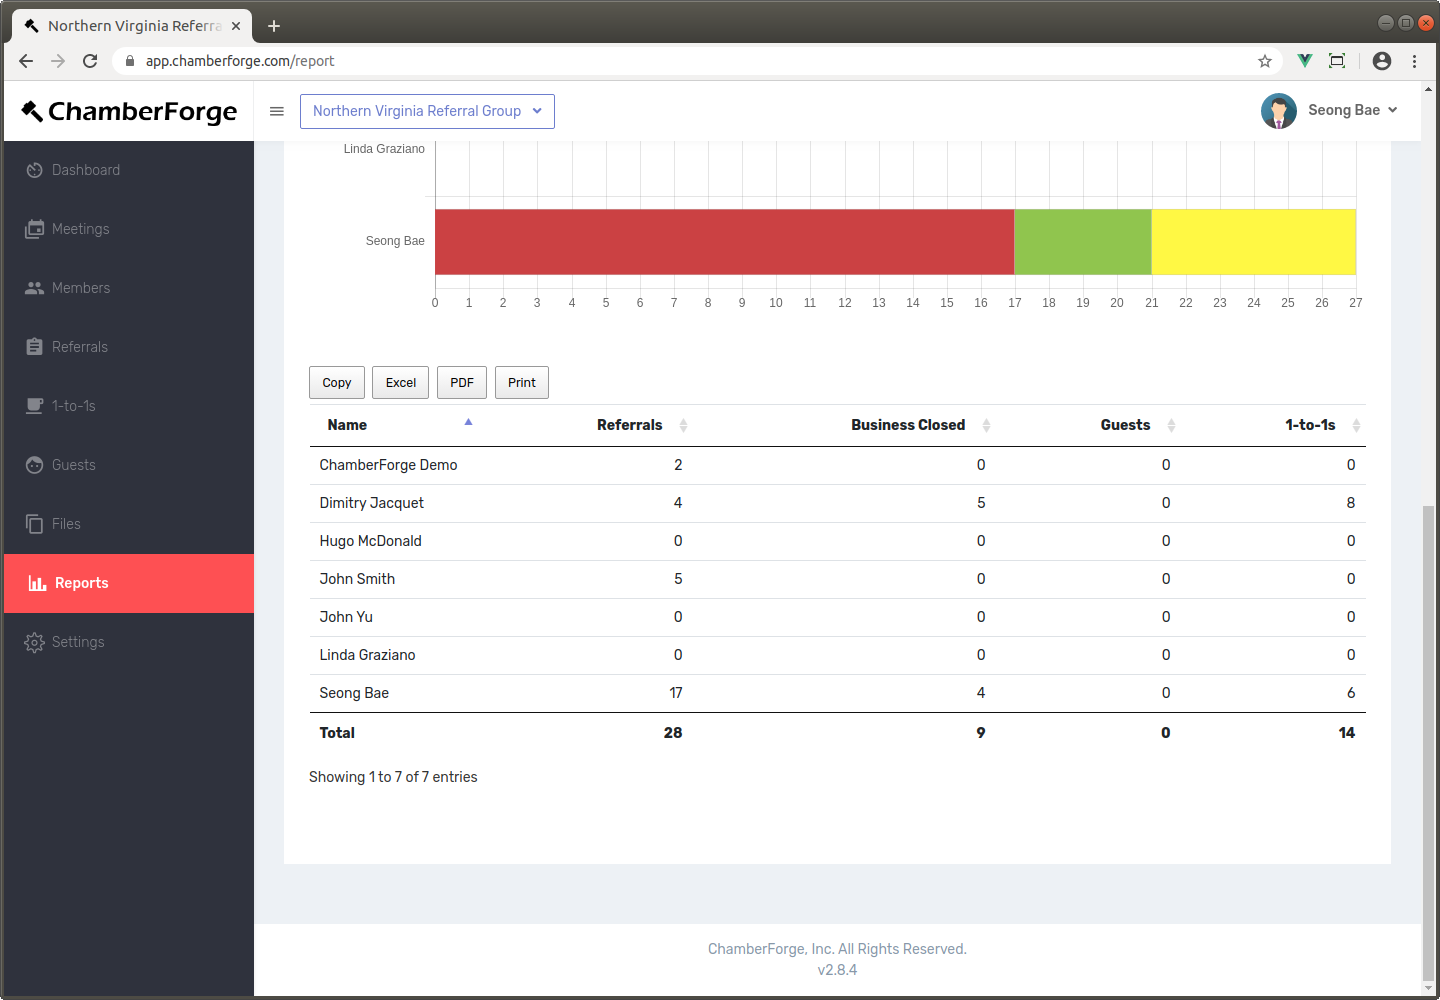 Northern Virginia Referra
app.chamberforge.com/report
ChamberForge
Northern Virginia Referral Group
Seong Bae
Dashboard
Meetings
Members
Referrals
1-to-1s
Guests
Files
Reports
Settings
Linda Graziano
Seong Bae
0 1 2 3 4 5 6 7 8 9 10 11 12 13 14 15 16 17 18 19 20 21 22 23 24 25 26 27
Copy Excel PDF Print
Name Referrals Business Closed Guests 1-to-1s
ChamberForge Demo 2 0 0 0
Dimitry Jacquet 4 5 0 8
Hugo McDonald 0 0 0 0
John Smith 5 0 0 0
John Yu 0 0 0 0
Linda Graziano 0 0 0 0
Seong Bae 17 4 0 6
Total 28 9 0 14
Showing 1 to 7 of 7 entries
ChamberForge, Inc. All Rights Reserved.
v2.8.4